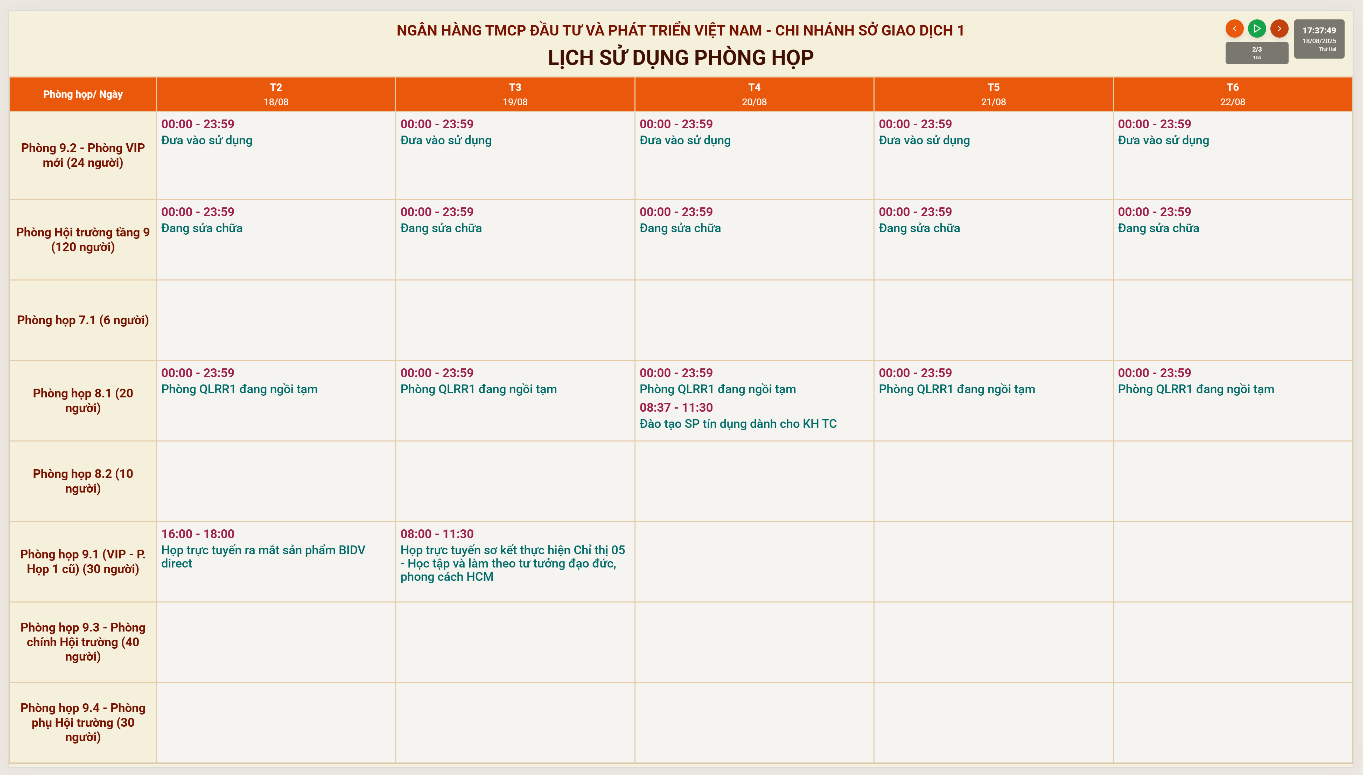 NGÂN HÀNG TMCP ĐẦU TƯ VÀ PHÁT TRIỂN VIỆT NAM - CHI NHÁNH SỞ GIAO DỊCH 1
LỊCH SỬ DỤNG PHÒNG HỌP
2/3
15s
17:37:49
18/08/2025
Thứ Hai
Phòng họp/ Ngày
T2
18/08
T3
19/08
T4
20/08
T5
21/08
T6
22/08
Phòng 9.2 - Phòng VIP
mới (24 người)
00:00 - 23:59
Đưa vào sử dụng
00:00 - 23:59
Đưa vào sử dụng
00:00 - 23:59
Đưa vào sử dụng
00:00 - 23:59
Đưa vào sử dụng
00:00 - 23:59
Đưa vào sử dụng
Phòng Hội trường tầng 9
(120 người)
00:00 - 23:59
Đang sửa chữa
00:00 - 23:59
Đang sửa chữa
00:00 - 23:59
Đang sửa chữa
00:00 - 23:59
Đang sửa chữa
00:00 - 23:59
Đang sửa chữa
Phòng họp 7.1 (6 người)
Phòng họp 8.1 (20
người)
00:00 - 23:59
Phòng QLRR1 đang ngồi tạm
00:00 - 23:59
Phòng QLRR1 đang ngồi tạm
00:00 - 23:59
Phòng QLRR1 đang ngồi tạm
08:37 - 11:30
Đào tạo SP tín dụng dành cho KH TC
00:00 - 23:59
Phòng QLRR1 đang ngồi tạm
00:00 - 23:59
Phòng QLRR1 đang ngồi tạm
Phòng họp 8.2 (10
người)
Phòng họp 9.1 (VIP - P.
Họp 1 cũ) (30 người)
16:00 - 18:00
Họp trực tuyến ra mắt sản phẩm BIDV
direct
08:00 - 11:30
Họp trực tuyến sơ kết thực hiện Chỉ thị 05
- Học tập và làm theo tư tưởng đạo đức,
phong cách HCM
Phòng họp 9.3 - Phòng
chính Hội trường (40
người)
Phòng họp 9.4 - Phòng
phụ Hội trường (30
người)